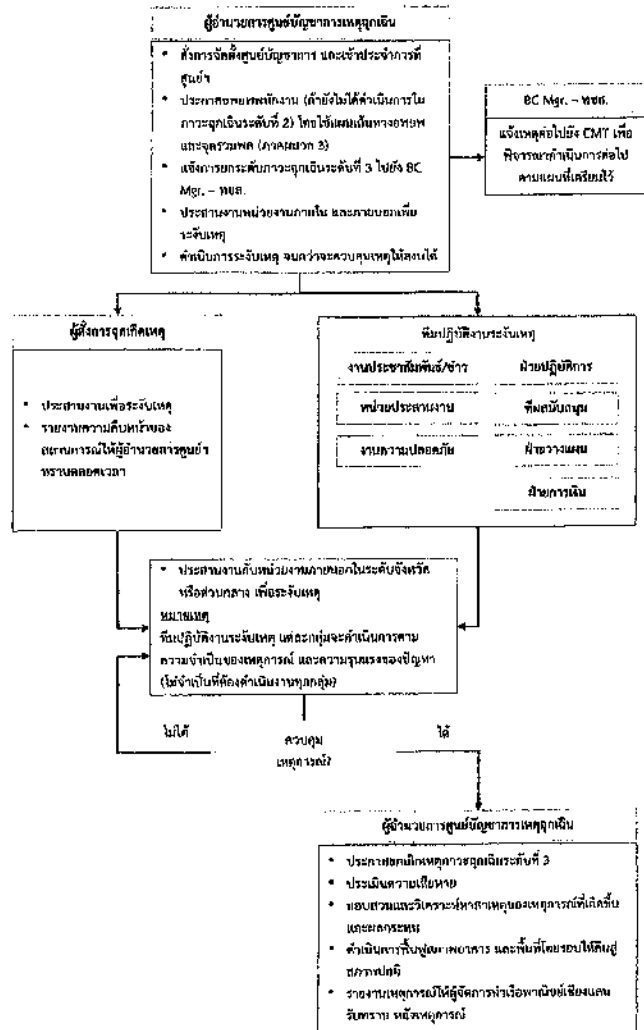 ผู้อำนวยการศูนย์บัญชาการเหตุฉุกเฉิน
• สั่งการจัดตั้งศูนย์บัญชาการ และเข้าประจำการที่
ศูนย์ฯ
• ประกาศอพยพพนักงาน (ถ้ายังไม่ได้ดำเนินการใน
ภาวะฉุกเฉินระดับที่ 2) โดยใช้แผนเส้นทางอพยพ
และจุดรวมพล (ภาคผนวก 3)
• แจ้งการยกระดับภาวะฉุกเฉินระดับที่ 3 ไปยัง BC
Mgr. – ทชส.
• ประสานงานหน่วยงานภายใน และภายนอกเพื่อ
ระงับเหตุ
• ดำเนินการระงับเหตุ จนกว่าจะควบคุมเหตุให้สงบได้
BC Mgr. – ทชส.
แจ้งเหตุต่อไปยัง CMT เพื่อ
พิจารณาดำเนินการต่อไป
ตามแผนที่เตรียมไว้
ผู้สั่งการจุดเกิดเหตุ
• ประสานงานเพื่อระงับเหตุ
• รายงานความคืบหน้าของ
สถานการณ์ให้ผู้อำนวยการศูนย์ฯ
ทราบตลอดเวลา
ทีมปฏิบัติงานระงับเหตุ
งานประชาสัมพันธ์/ข่าว
ฝ่ายปฏิบัติการ
หน่วยประสานงาน
ทีมสนับสนุน
งานความปลอดภัย
ฝ่ายวางแผน
ฝ่ายการเงิน
• ประสานงานกับหน่วยงานภายนอกในระดับจังหวัด
หรือส่วนกลาง เพื่อระงับเหตุ
หมายเหตุ
ทีมปฏิบัติงานระงับเหตุ แต่ละกลุ่มจะดำเนินการตาม
ความจำเป็นของเหตุการณ์ และความรุนแรงของปัญหา
(ไม่จำเป็นที่ต้องดำเนินงานทุกกลุ่ม)
ไม่ได้
ควบคุม
เหตุการณ์?
ได้
ผู้อำนวยการศูนย์บัญชาการเหตุฉุกเฉิน
• ประกาศยกเลิกเหตุภาวะฉุกเฉินระดับที่ 3
• ประเมินความเสียหาย
• สอบสวนและวิเคราะห์หาสาเหตุของเหตุการณ์ที่เกิดขึ้น
และผลกระทบ
• ดำเนินการฟื้นฟูสภาพอาคาร และพื้นที่โดยรอบให้คืนสู่
สภาพปกติ
• รายงานเหตุการณ์ให้ผู้จัดการท่าเรือพาณิชย์เชียงแสน
รับทราบ หลังเหตุการณ์